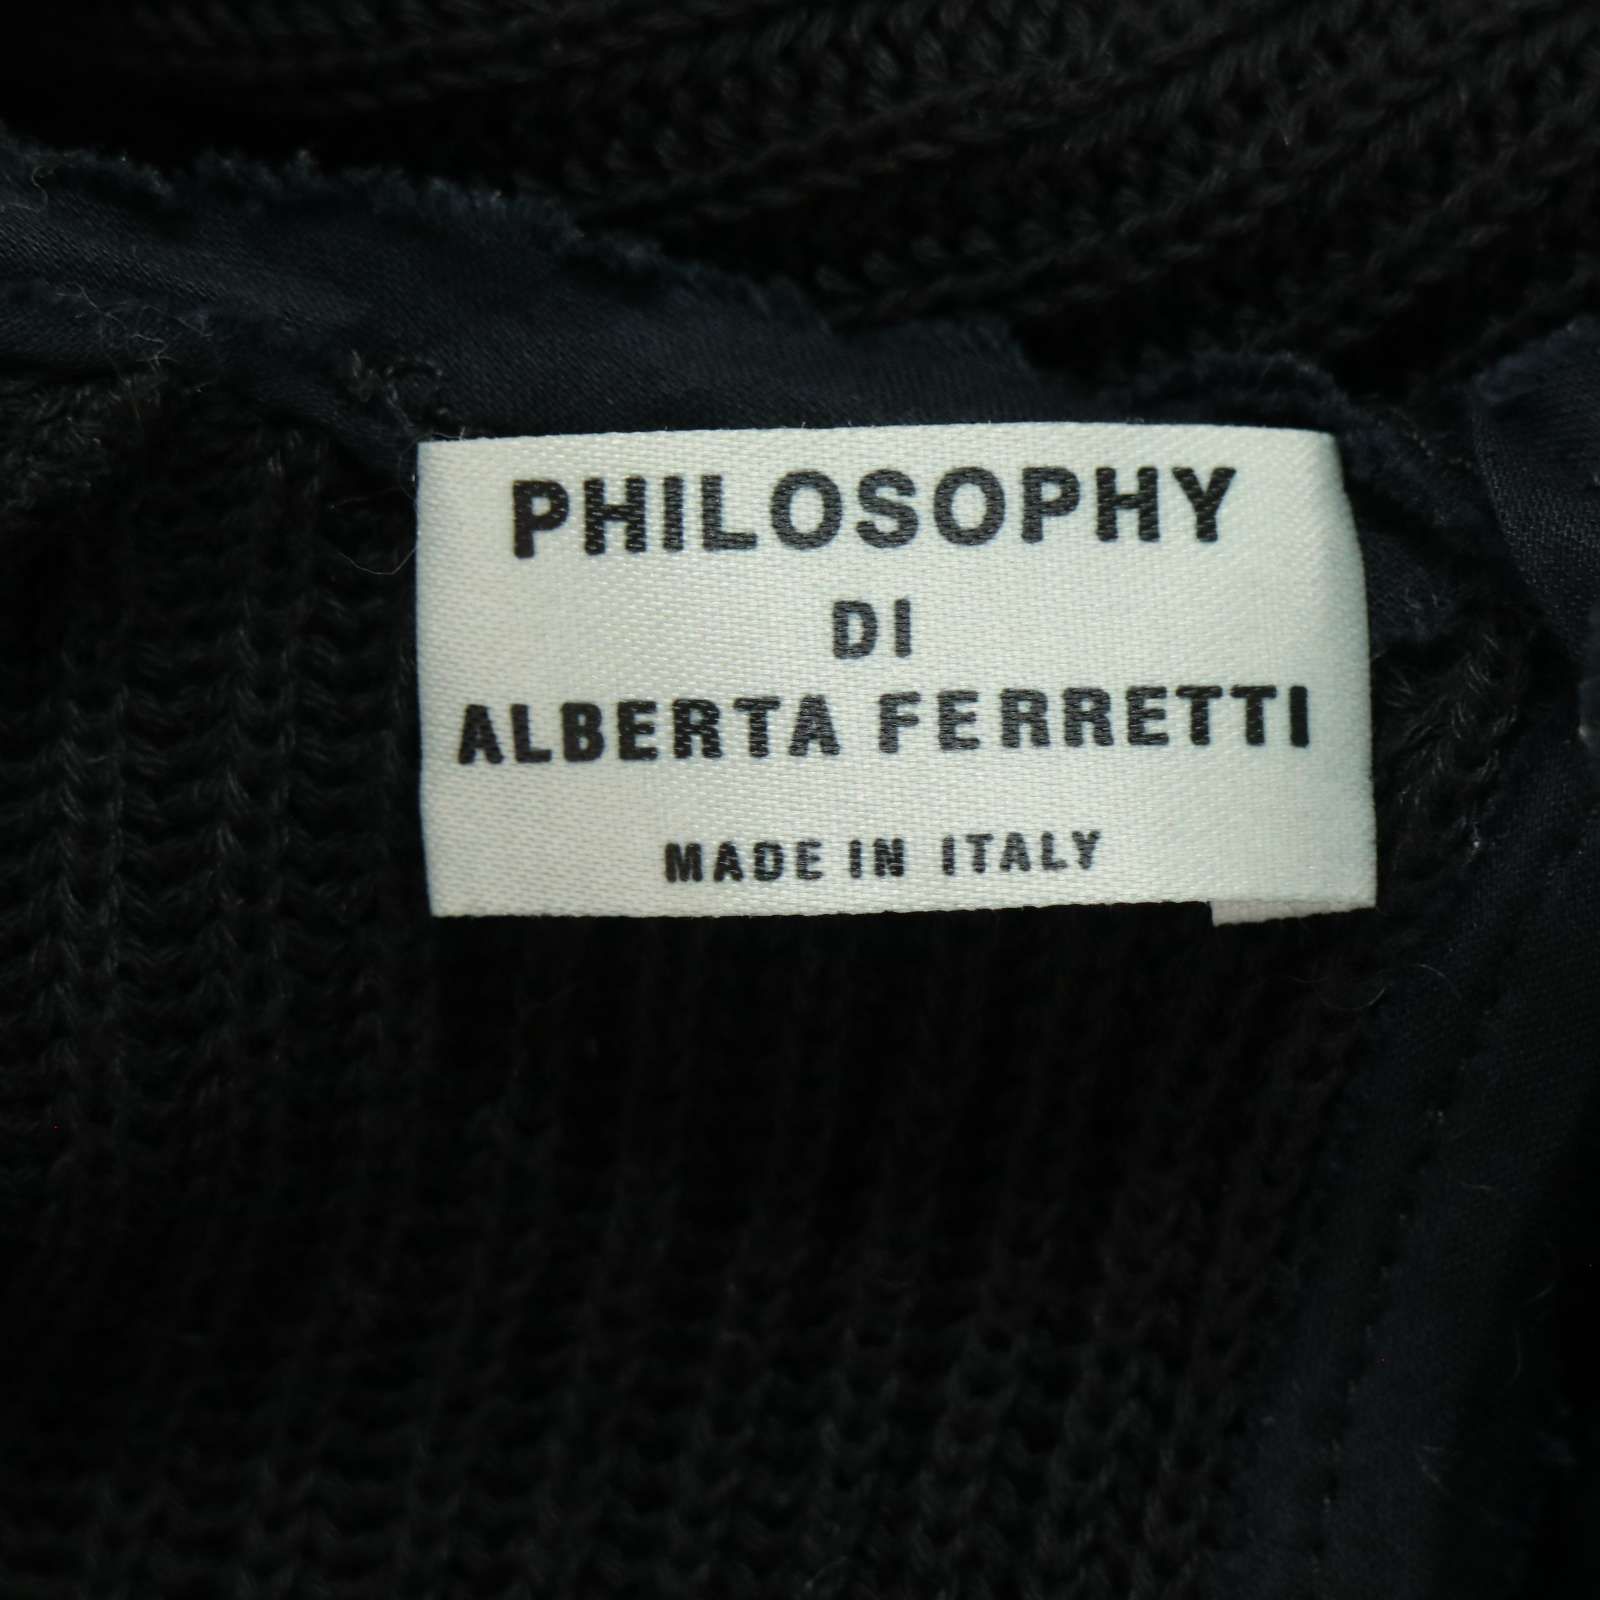 PHILOSOPHY
DI
ALBERTA FERRETTI
MADE IN ITALY